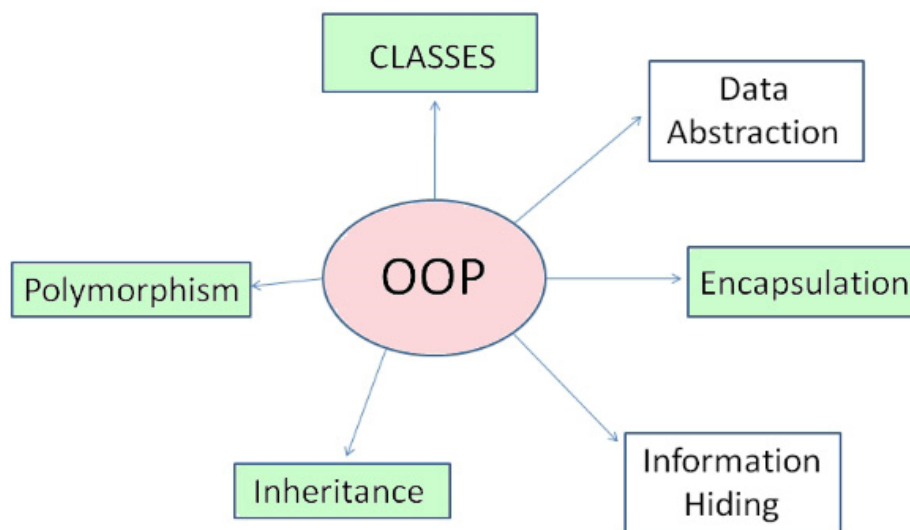 CLASSES
Data
Abstraction
OOP
Polymorphism
Encapsulation
Inheritance
Information
Hiding